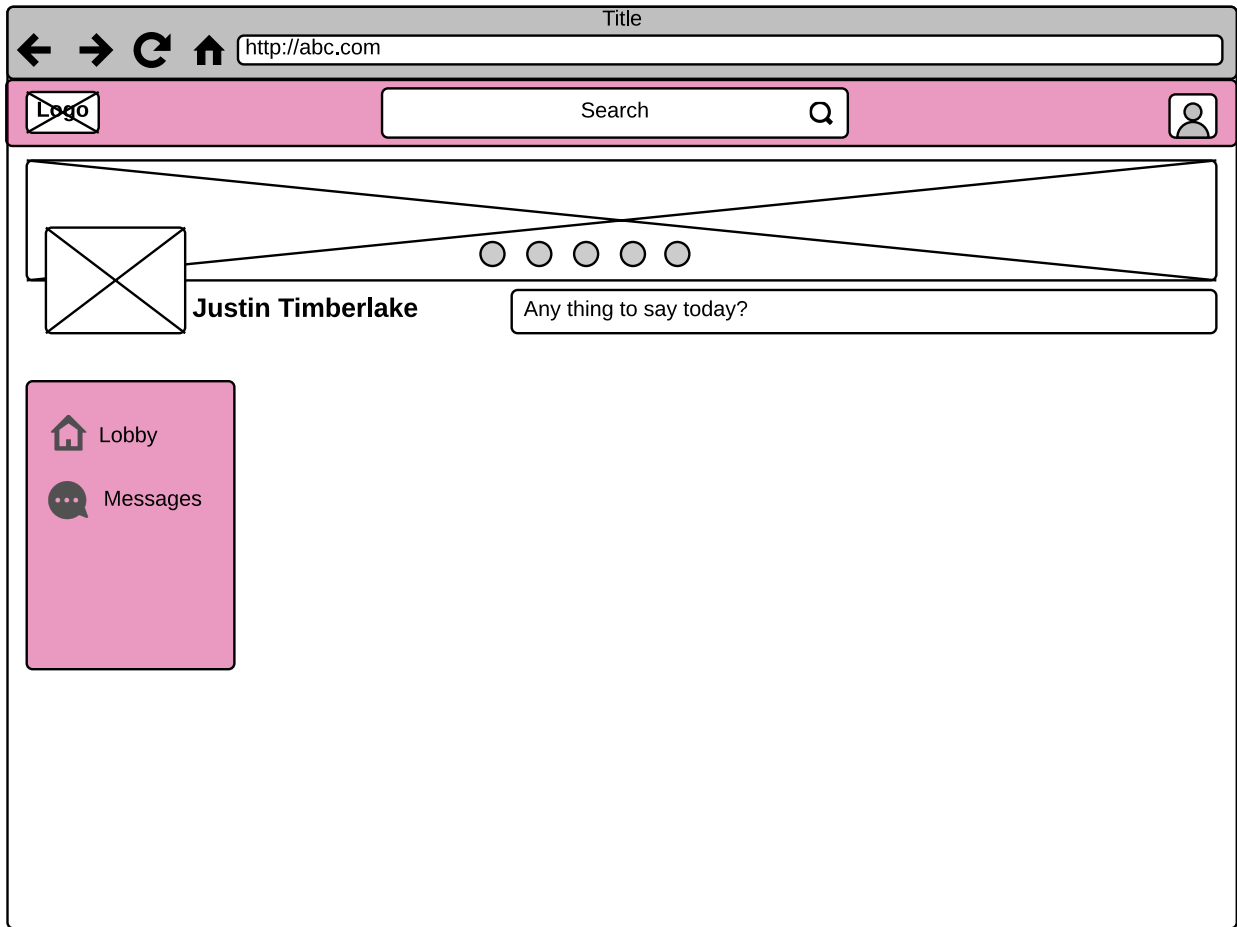 Title
http://abc.com
Logo
Search
Justin Timberlake
Any thing to say today?
Lobby
Messages